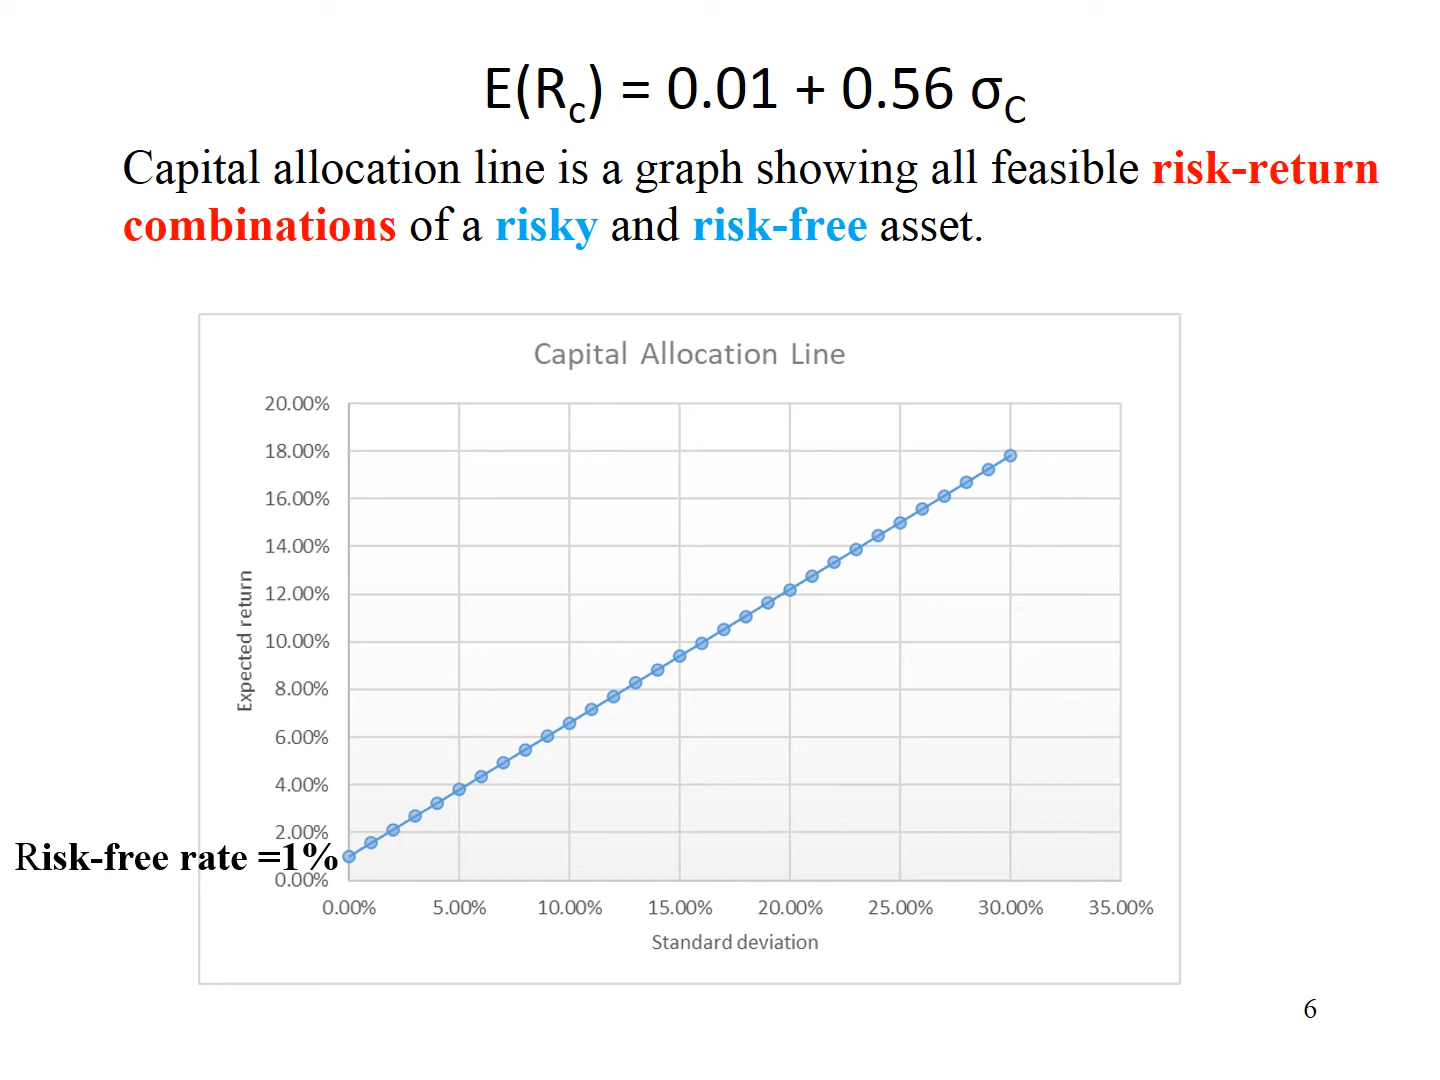 E(Rc) = 0.01 + 0.56 σC
Capital allocation line is a graph showing all feasible risk-return
combinations of a risky and risk-free asset.
Capital Allocation Line
20.00%
18.00%
16.00%
14.00%
12.00%
10.00%
8.00%
6.00%
4.00%
2.00%
0.00%
Expected return
Risk-free rate =1%
0.00% 5.00% 10.00% 15.00% 20.00% 25.00% 30.00% 35.00%
Standard deviation
6